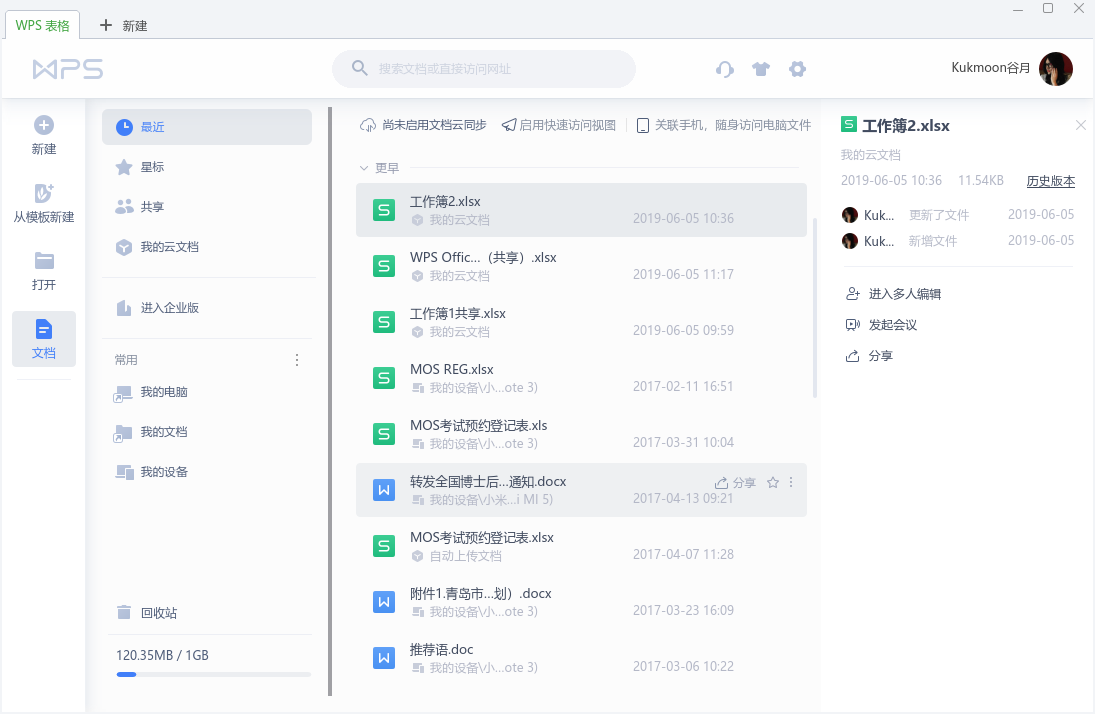 WPS 表格
新建
WPS
搜索文档或直接访问网址
Kukmoon谷月
新建
从模板新建
打开
文档
最近
星标
共享
我的云文档
进入企业版
常用
我的电脑
我的文档
我的设备
回收站
120.35MB / 1GB
尚未启用文档云同步 启用快速访问视图 关联手机，随身访问电脑文件
更早
工作簿2.xlsx
我的云文档 2019-06-05 10:36
WPS Offic...（共享）.xlsx
我的云文档 2019-06-05 11:17
工作簿1共享.xlsx
我的云文档 2019-06-05 09:59
MOS REG.xlsx
我的设备\小...ote 3) 2017-02-11 16:51
MOS考试预约登记表.xls
我的设备\小...ote 3) 2017-03-31 10:04
转发全国博士后...通知.docx 分享
我的设备\小米...i MI 5) 2017-04-13 09:21
MOS考试预约登记表.xlsx
自动上传文档 2017-04-07 11:28
附件1.青岛市...划）.docx
我的设备\小...ote 3) 2017-03-23 16:09
推荐语.doc
我的设备\小...ote 3) 2017-03-06 10:22
工作簿2.xlsx
我的云文档
2019-06-05 10:36 11.54KB 历史版本
Kuk... 更新了文件 2019-06-05
Kuk... 新增文件 2019-06-05
进入多人编辑
发起会议
分享